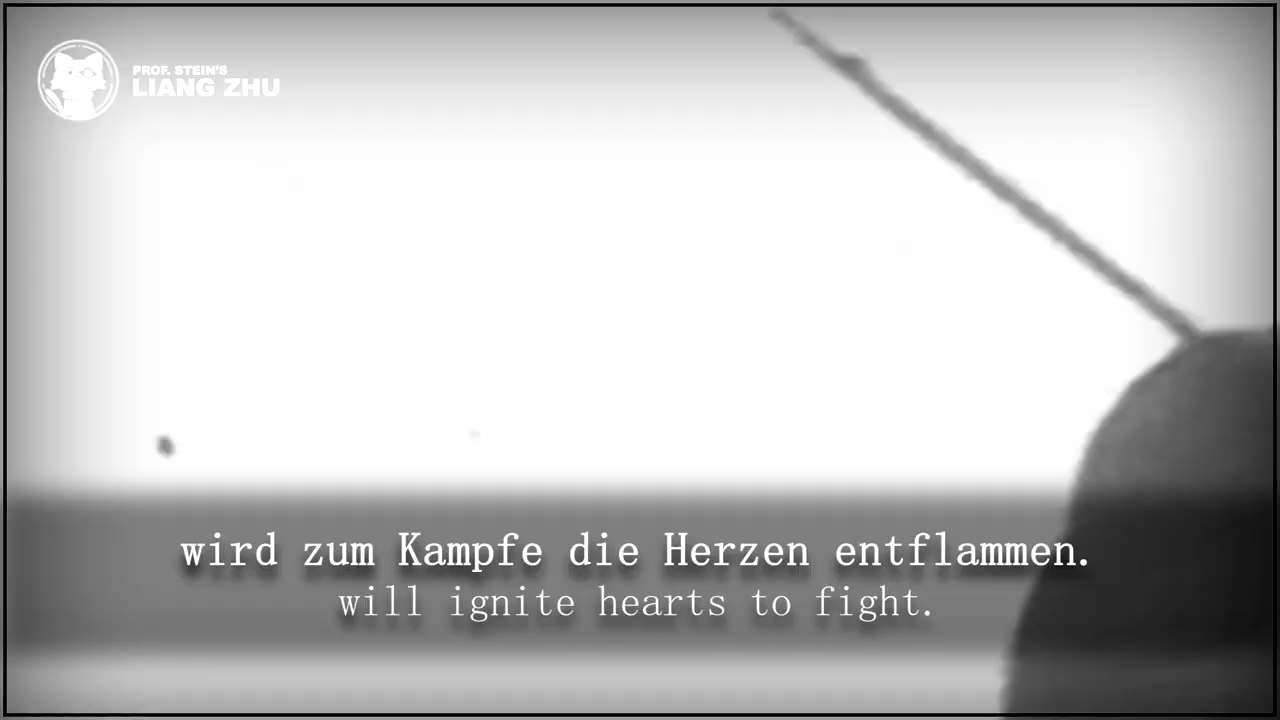 PROF. STEIN'S
LIANG ZHU
wird zum Kampfe die Herzen entflammen.
will ignite hearts to fight.